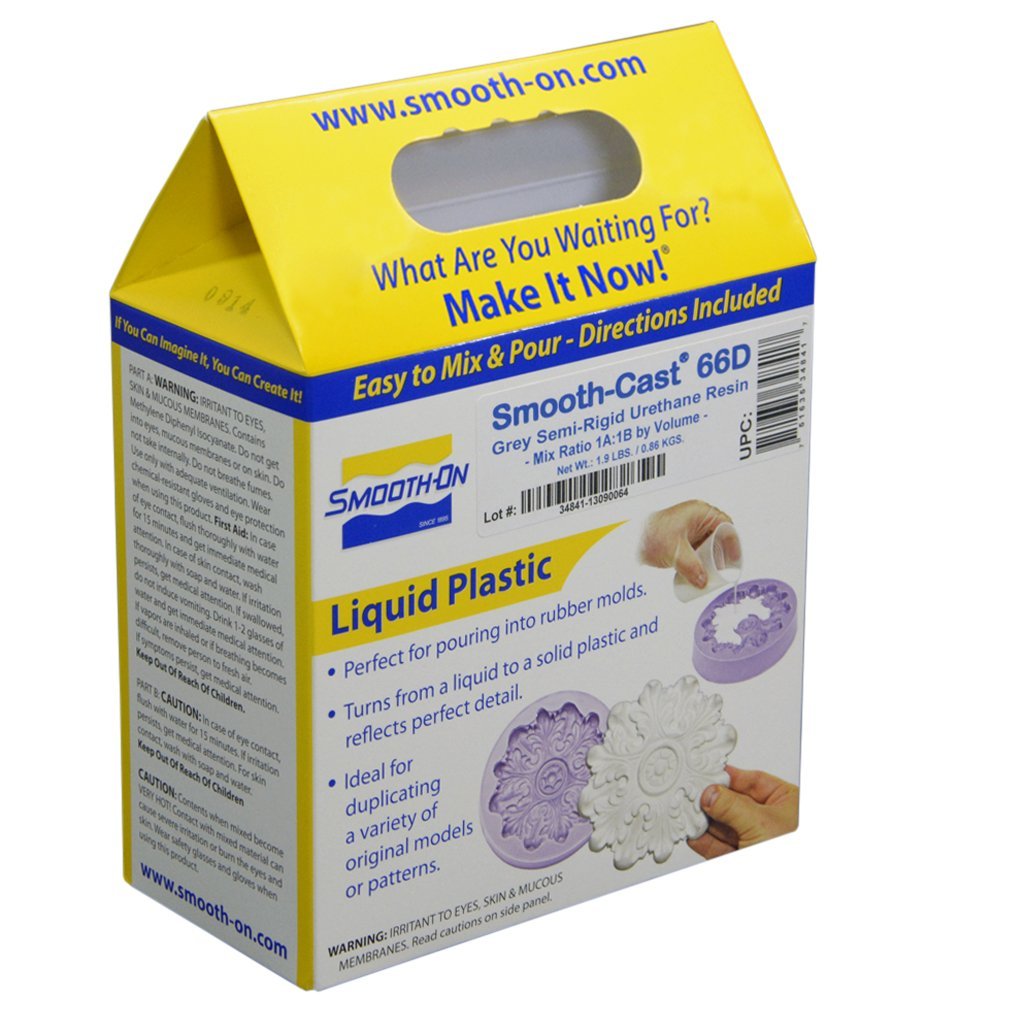 www.smooth-on.com
What Are You Waiting For?
Make It Now!®
0914
If You Can Imagine It, You Can Create It!
Easy to Mix & Pour - Directions Included
PART A: WARNING: IRRITANT TO EYES,
SKIN & MUCOUS MEMBRANES. Contains
Methylene Diphenyl Isocyanate. Do not get
into eyes, mucous membranes or on skin. Do
not take internally. Do not breathe fumes.
Use only with adequate ventilation. Wear
chemical-resistant gloves and eye protection
when using this product. First Aid: In case
of eye contact, flush thoroughly with water
for 15 minutes and get immediate medical
attention. In case of skin contact, wash
thoroughly with soap and water. If irritation
persists, get medical attention. If swallowed,
do not induce vomiting. Drink 1-2 glasses of
water and get immediate medical attention.
If vapors are inhaled or if breathing becomes
difficult, remove person to fresh air.
If symptoms persist, get medical attention.
Keep Out Of Reach Of Children.
PART B: CAUTION: In case of eye contact,
flush with water for 15 minutes. If irritation
persists, get medical attention. For skin
contact, wash with soap and water.
Keep Out Of Reach Of Children
CAUTION: Contents when mixed become
VERY HOT! Contact with mixed material can
cause severe irritation or burn the eyes and
skin. Wear safety glasses and gloves when
using this product.
www.smooth-on.com
SMOOTH-ON
SINCE 1895
Smooth-Cast® 66D
Grey Semi-Rigid Urethane Resin
- Mix Ratio 1A:1B by Volume -
Net Wt.: 1.9 LBS. / 0.86 KGS.
Lot #:
34841-13090064
UPC:
7 51635 34841 7
Liquid Plastic
• Perfect for pouring into rubber molds.
• Turns from a liquid to a solid plastic and
reflects perfect detail.
• Ideal for
duplicating
a variety of
original models
or patterns.
WARNING: IRRITANT TO EYES, SKIN & MUCOUS
MEMBRANES. Read cautions on side panel.